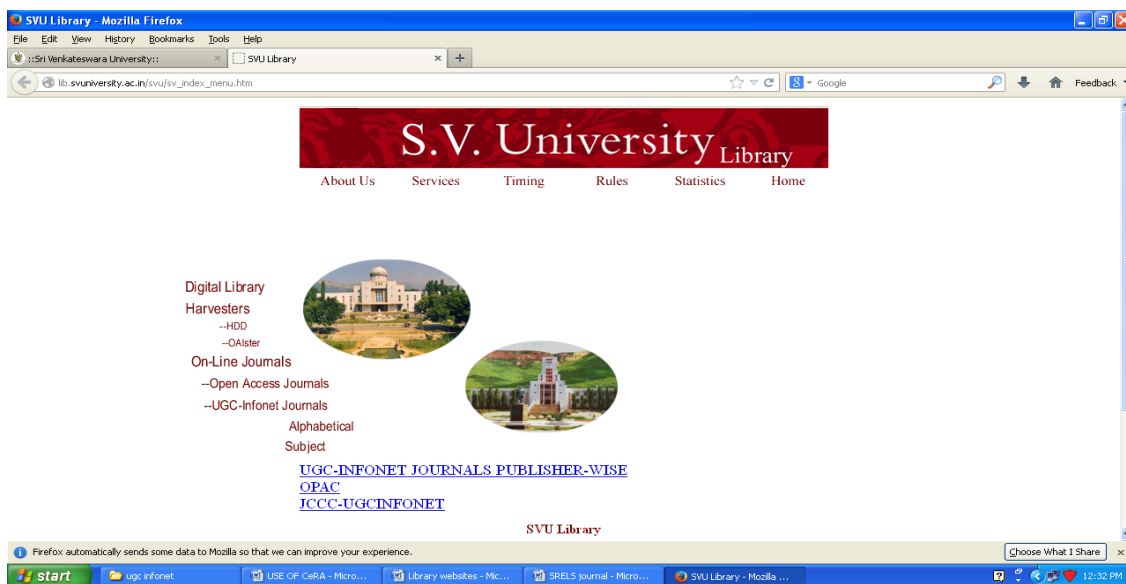 SVU Library - Mozilla Firefox
File Edit View History Bookmarks Tools Help
::Sri Venkateswara University:: SVU Library
lib.svuniversity.ac.in/svu/sv_index_menu.htm Google Feedback
S.V. University Library
About Us Services Timing Rules Statistics Home
Digital Library
Harvesters
--HDD
--OAIster
On-Line Journals
--Open Access Journals
--UGC-Infonet Journals
Alphabetical
Subject
UGC-INFONET JOURNALS PUBLISHER-WISE
OPAC
JCCC-UGCINFONET
SVU Library
Firefox automatically sends some data to Mozilla so that we can improve your experience. Choose What I Share
start ugc infonet USE OF CeRA - Micro... Library websites - Mic... SRELS journal - Micro... SVU Library - Mozilla ... 12:32 PM